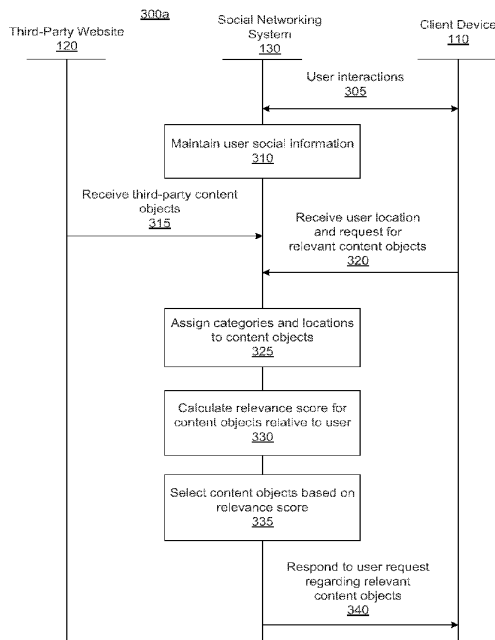 300a
Third-Party Website
120
Social Networking
System
130
Client Device
110
User interactions
305
Maintain user social information
310
Receive third-party content
objects
315
Receive user location
and request for
relevant content objects
320
Assign categories and locations
to content objects
325
Calculate relevance score for
content objects relative to user
330
Select content objects based on
relevance score
335
Respond to user request
regarding relevant
content objects
340